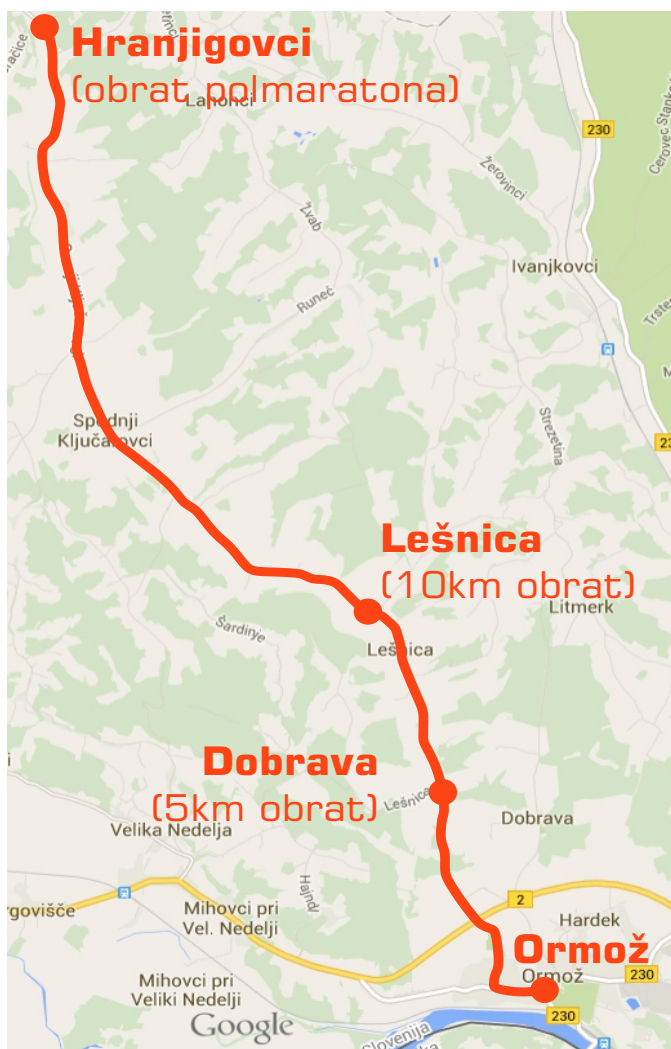 Hranjigovci
(obrat polmaratona)
Lahonci
230
Žerovinci
Žvab
Ivanjkovci
Runeč
Spodnji
Ključarovci
Strezetina
Lešnica
(10km obrat)
Litmerk
Šardinje
Lešnica
Dobrava
(5km obrat)
Lešnica
Dobrava
Velika Nedelja
Hajndl
2
Mihovci pri
Vel. Nedelji
Hardek
Ormož
Ormož
230
Mihovci pri
Veliki Nedelji
Google
230
Slovenija